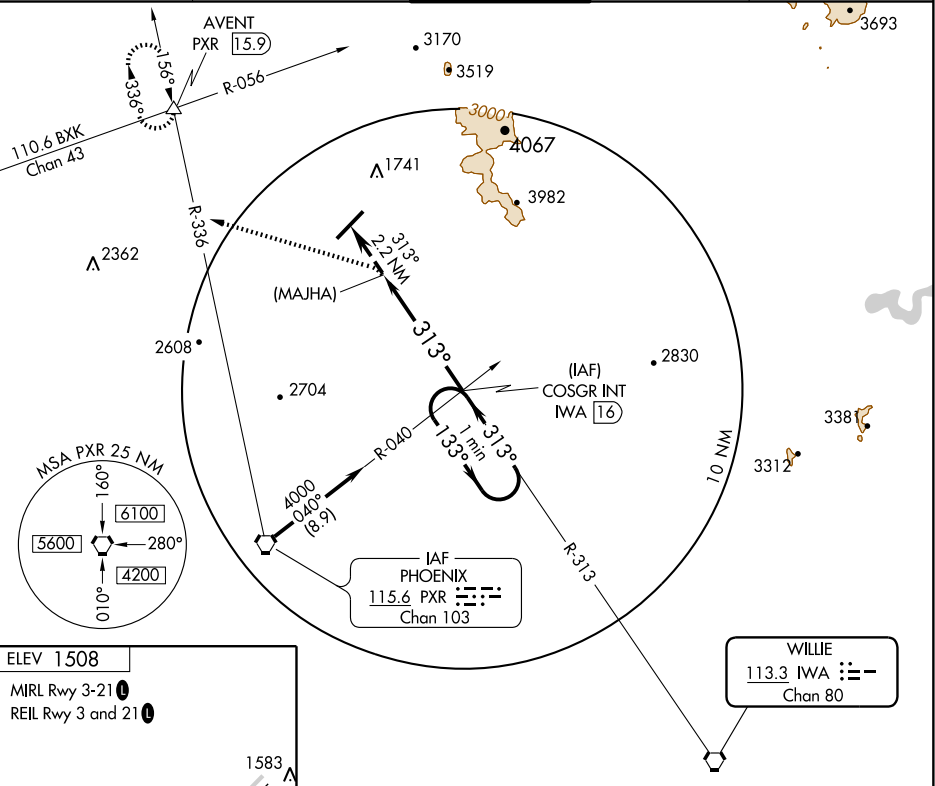 AVENT
PXR 15.9
156°
336°
R-056
3170
3519
3693
110.6 BXK
Chan 43
3000
4067
1741
3982
R-336
2362
313°
2.2 NM
(MAJHA)
313°
2608
2830
(IAF)
COSGR INT
IWA 16
2704
R-040
133°
1 min
313°
3381
3312
10 NM
MSA PXR 25 NM
160°
6100
5600
280°
4200
010°
4000
040°
(8.9)
R-313
IAF
PHOENIX
115.6 PXR
Chan 103
WILLIE
113.3 IWA
Chan 80
ELEV 1508
MIRL Rwy 3-21 L
REIL Rwy 3 and 21 L
1583